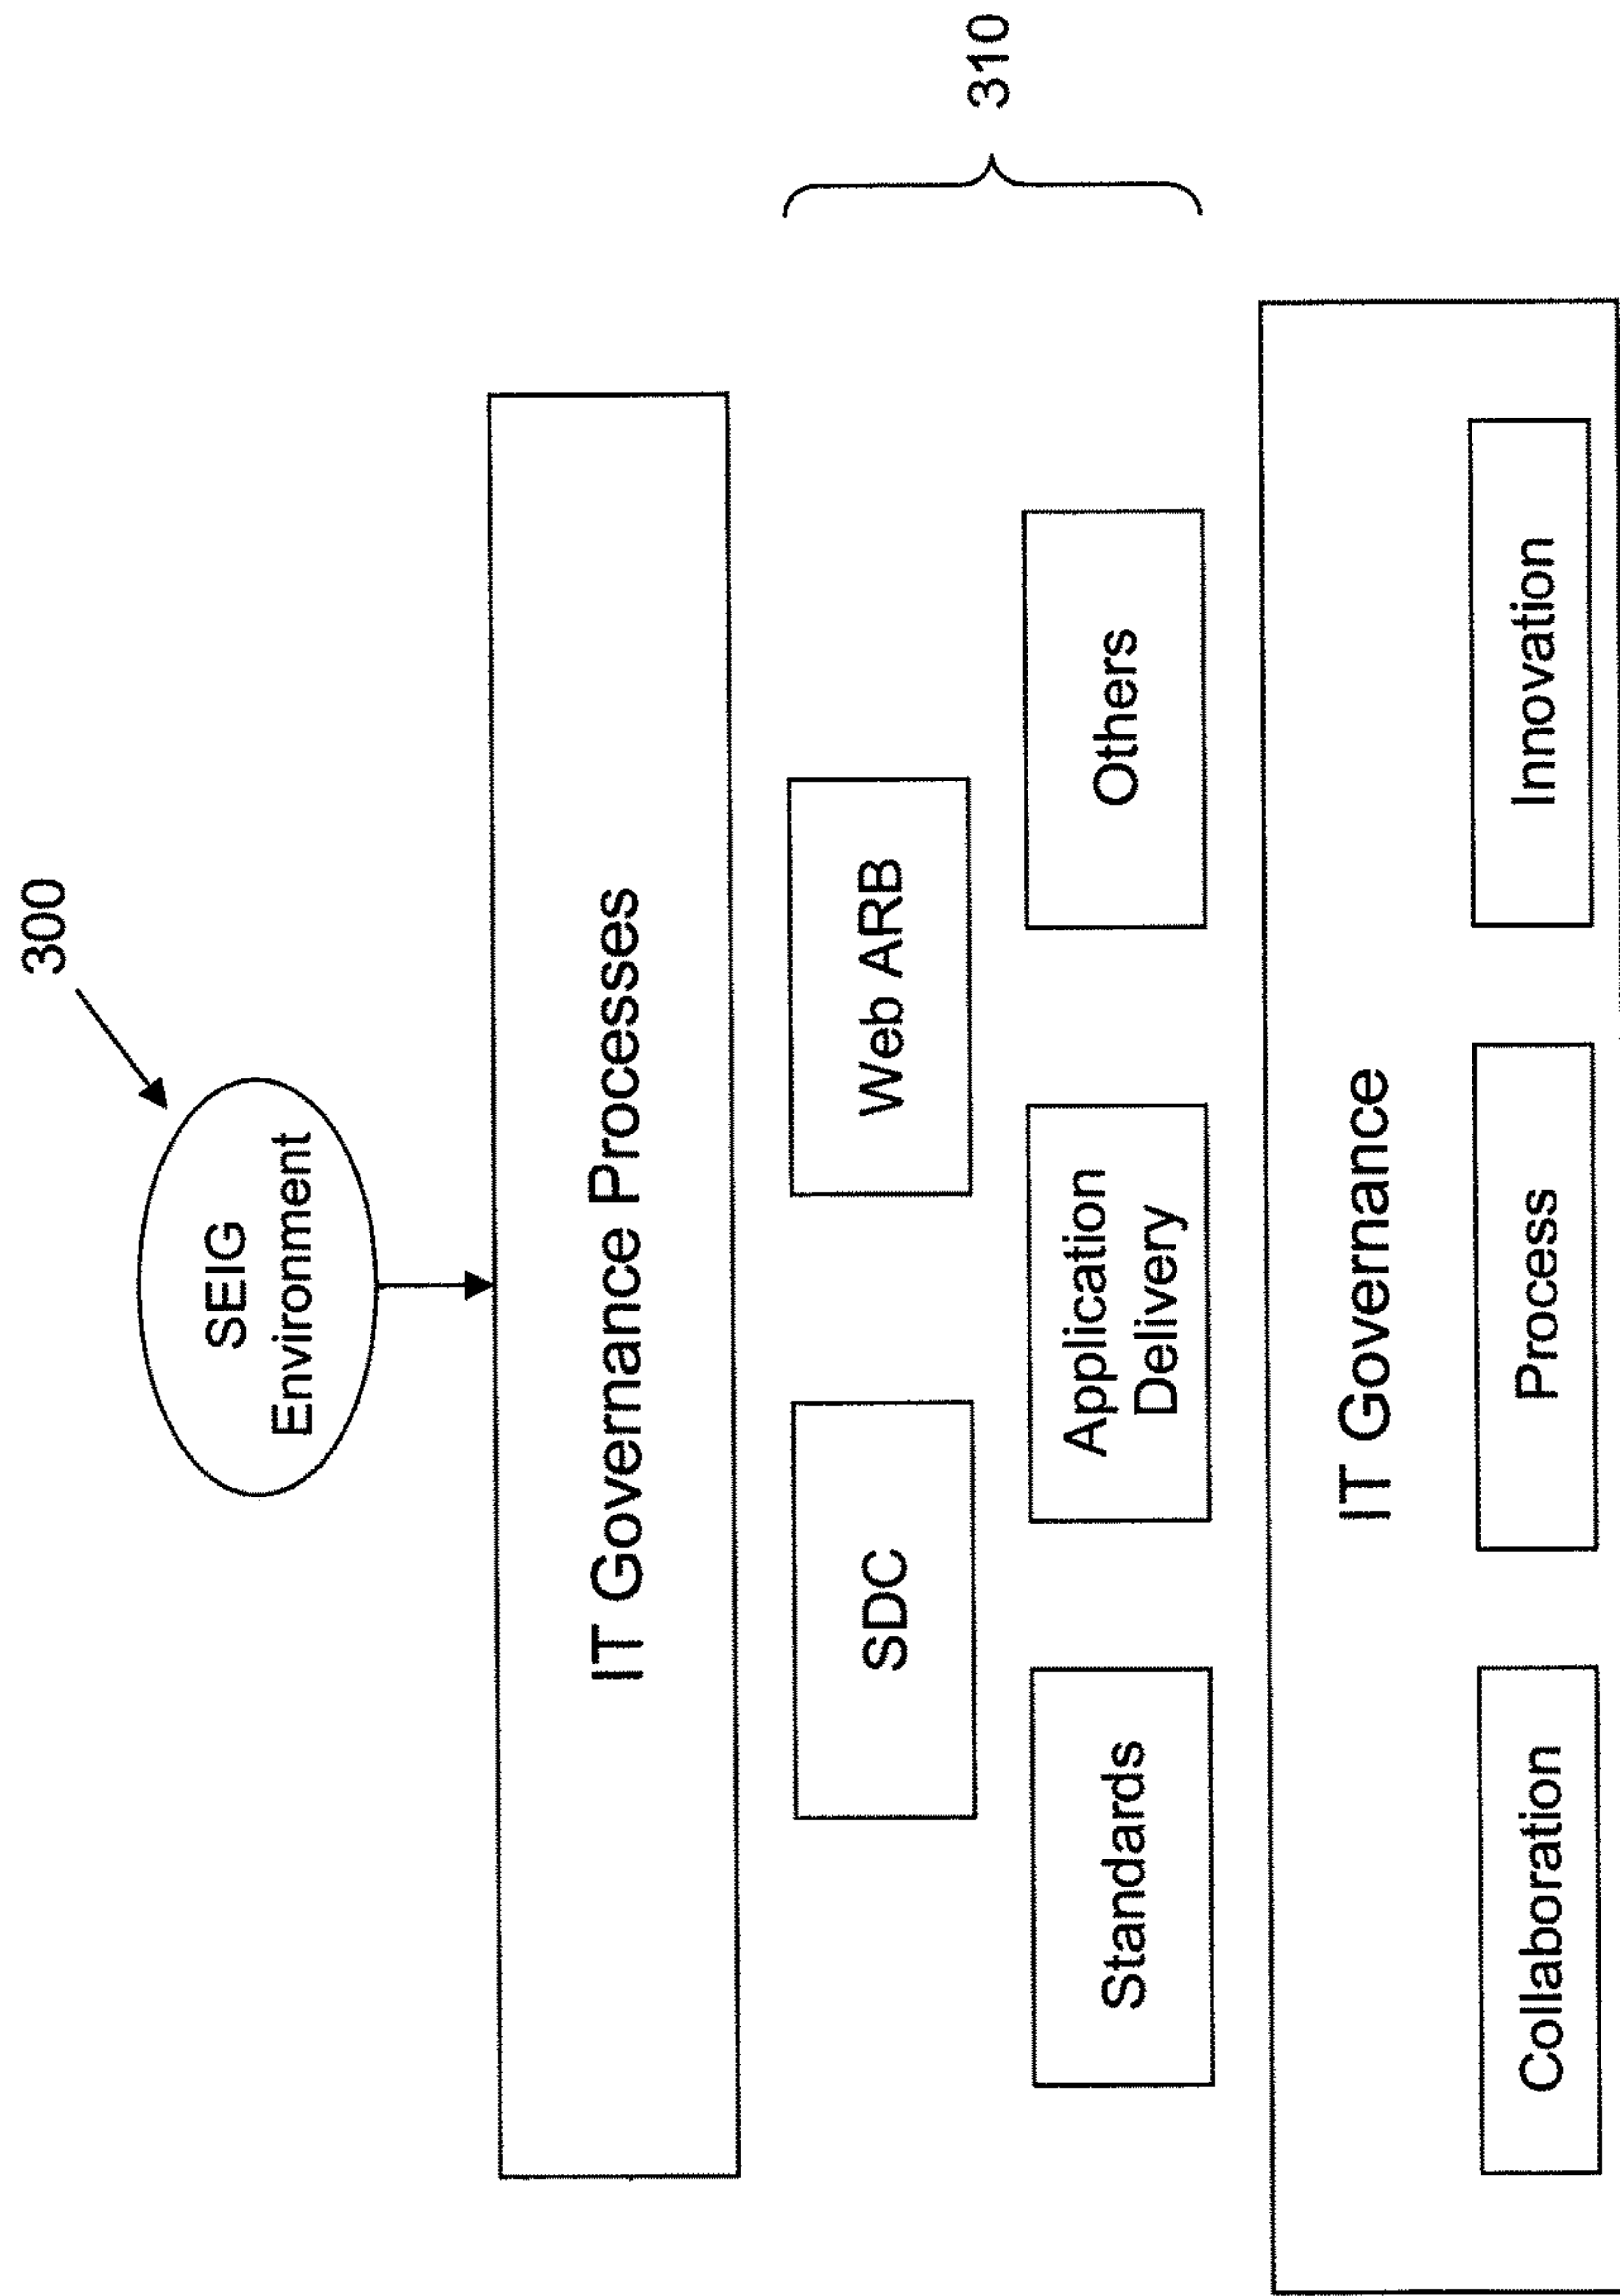 300
SEIG
Environment
IT Governance Processes
310
SDC
Web ARB
Standards
Application
Delivery
Others
IT Governance
Collaboration
Process
Innovation